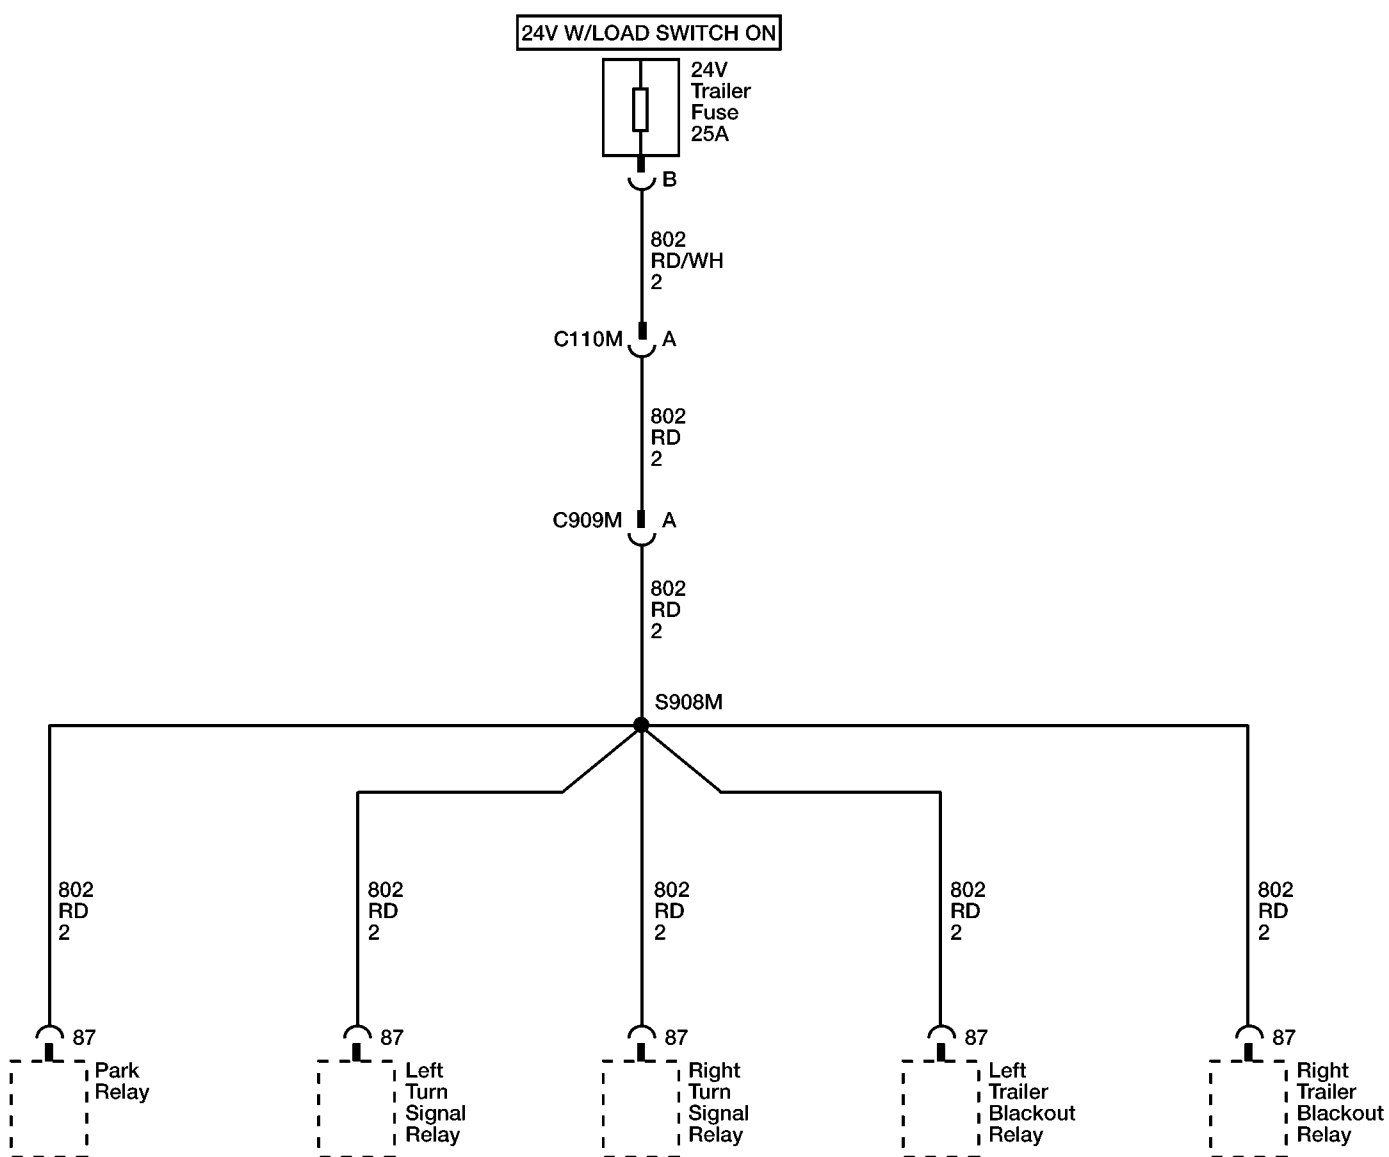 24V W/LOAD SWITCH ON
24V
Trailer
Fuse
25A
B
802
RD/WH
2
C110M
A
802
RD
2
C909M
A
802
RD
2
S908M
802
RD
2
802
RD
2
802
RD
2
802
RD
2
802
RD
2
87
Park
Relay
87
Left
Turn
Signal
Relay
87
Right
Turn
Signal
Relay
87
Left
Trailer
Blackout
Relay
87
Right
Trailer
Blackout
Relay